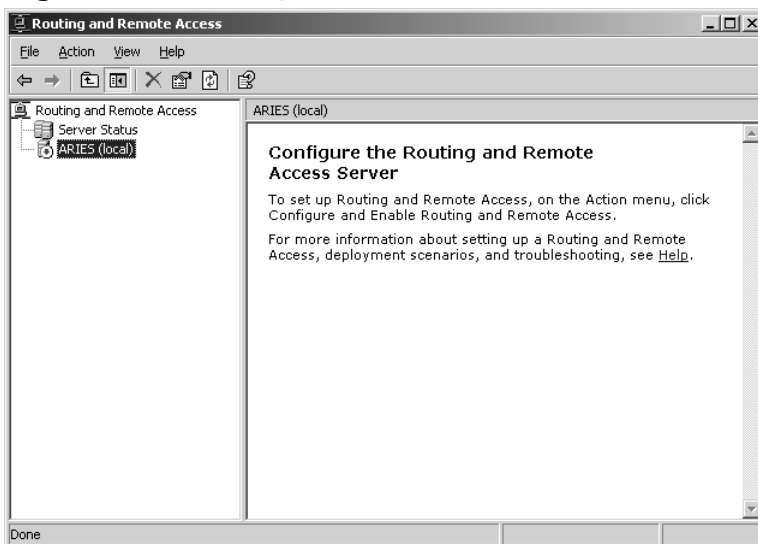 Routing and Remote Access
File Action View Help
Routing and Remote Access
Server Status
ARIES (local)
ARIES (local)
Configure the Routing and Remote
Access Server
To set up Routing and Remote Access, on the Action menu, click
Configure and Enable Routing and Remote Access.
For more information about setting up a Routing and Remote
Access, deployment scenarios, and troubleshooting, see Help.
Done